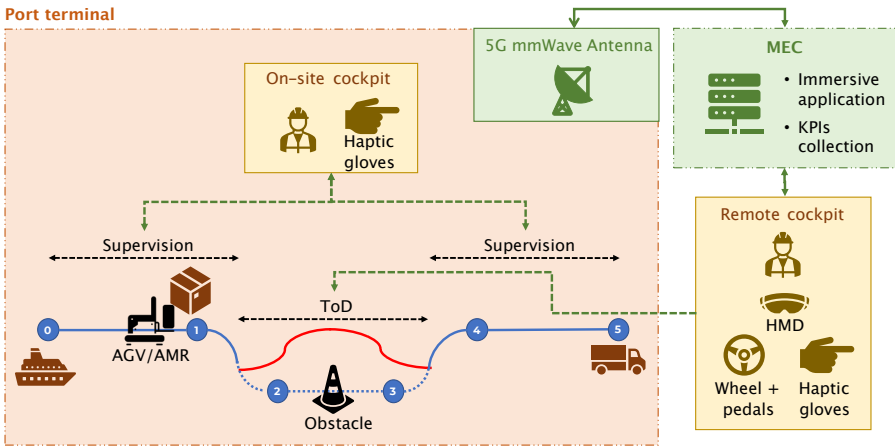 Port terminal
5G mmWave Antenna
MEC
• Immersive
application
• KPIs
collection
On-site cockpit
Haptic
gloves
Remote cockpit
HMD
Wheel +
pedals
Haptic
gloves
Supervision
Supervision
ToD
0
1
4
5
AGV/AMR
2
3
Obstacle